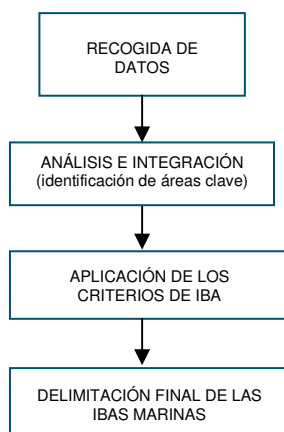 RECOGIDA DE
DATOS
ANÁLISIS E INTEGRACIÓN
(identificación de áreas clave)
APLICACIÓN DE LOS
CRITERIOS DE IBA
DELIMITACIÓN FINAL DE LAS
IBAS MARINAS